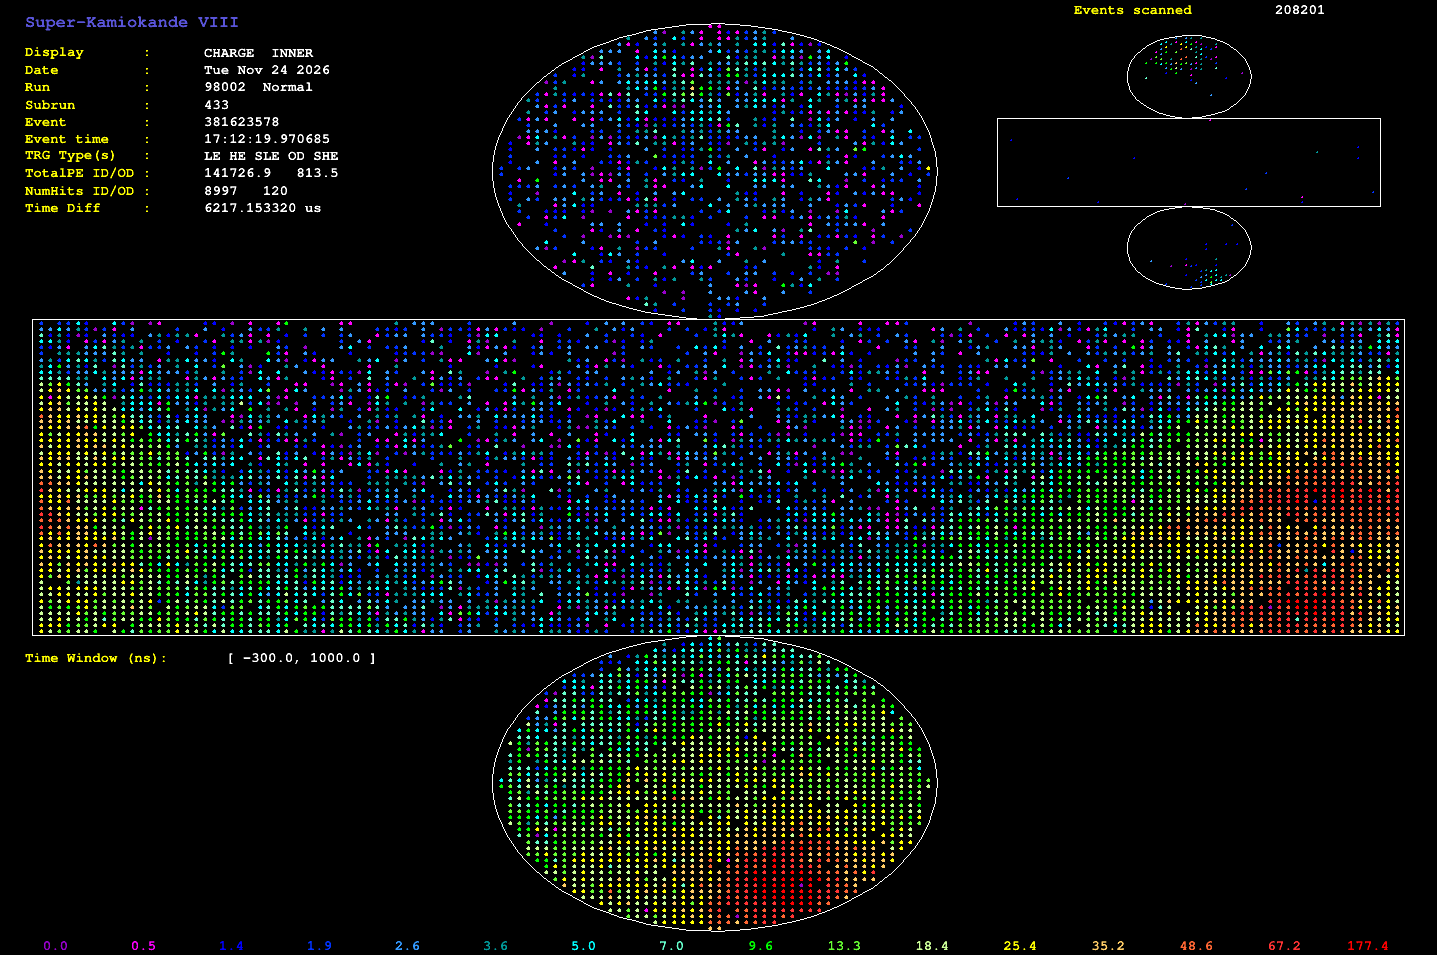 Super-Kamiokande VIII
Events scanned 208201
Display : CHARGE INNER
Date : Tue Nov 24 2026
Run : 98002 Normal
Subrun : 433
Event : 381623578
Event time : 17:12:19.970685
TRG Type(s) : LE HE SLE OD SHE
TotalPE ID/OD : 141726.9 813.5
NumHits ID/OD : 8997 120
Time Diff : 6217.153320 us
Time Window (ns): [ -300.0, 1000.0 ]
0.0 0.5 1.4 1.9 2.6 3.6 5.0 7.0 9.6 13.3 18.4 25.4 35.2 48.6 67.2 177.4